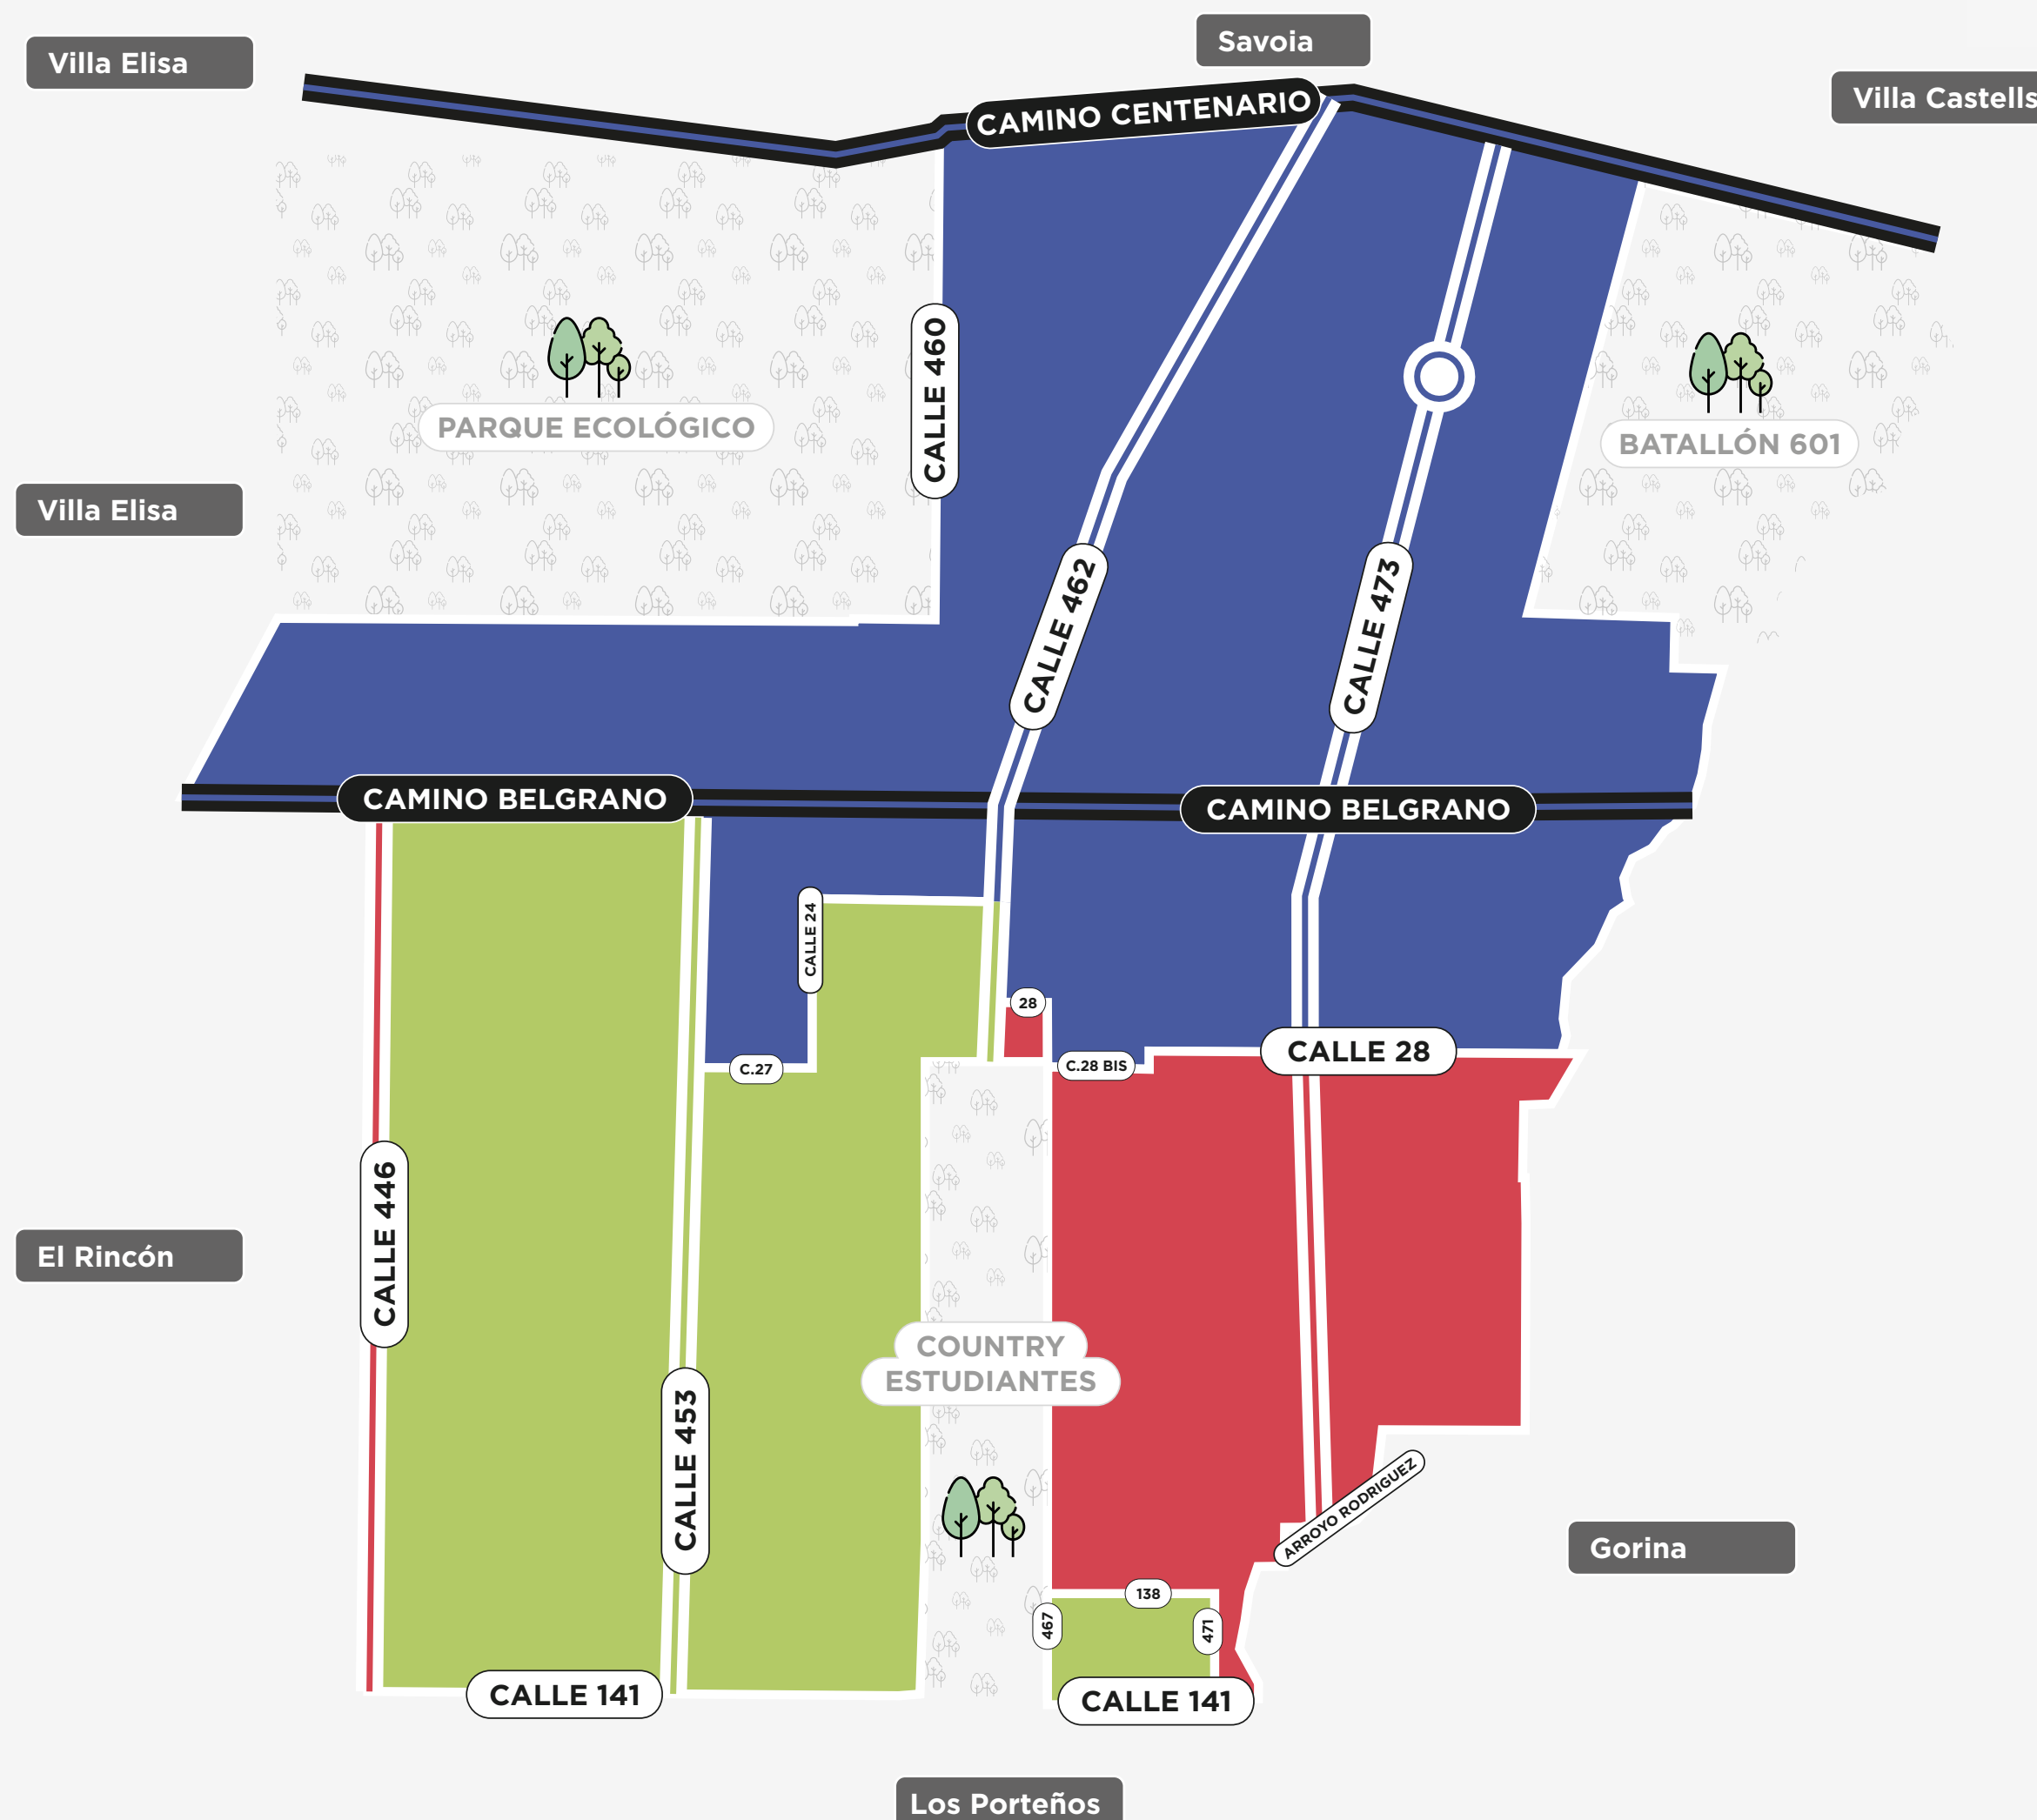 Savoia
Villa Elisa
Villa Castells
CAMINO CENTENARIO
CALLE 460
PARQUE ECOLÓGICO
BATALLÓN 601
Villa Elisa
CALLE 462
CALLE 473
CAMINO BELGRANO
CAMINO BELGRANO
CALLE 24
28
CALLE 28
C.27
C.28 BIS
CALLE 446
El Rincón
COUNTRY
ESTUDIANTES
CALLE 453
ARROYO RODRIGUEZ
Gorina
138
467
471
CALLE 141
CALLE 141
Los Porteños